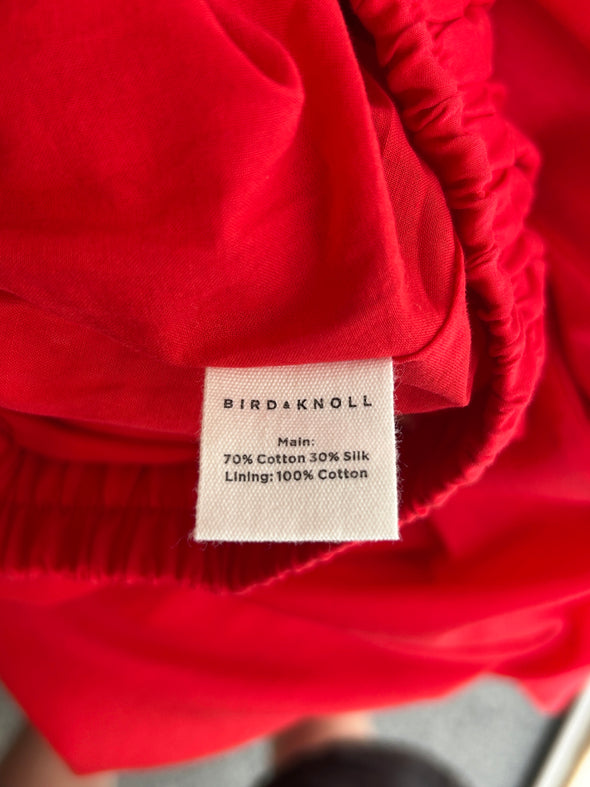 BIRD & KNOLL
Main:
70% Cotton 30% Silk
Lining: 100% Cotton